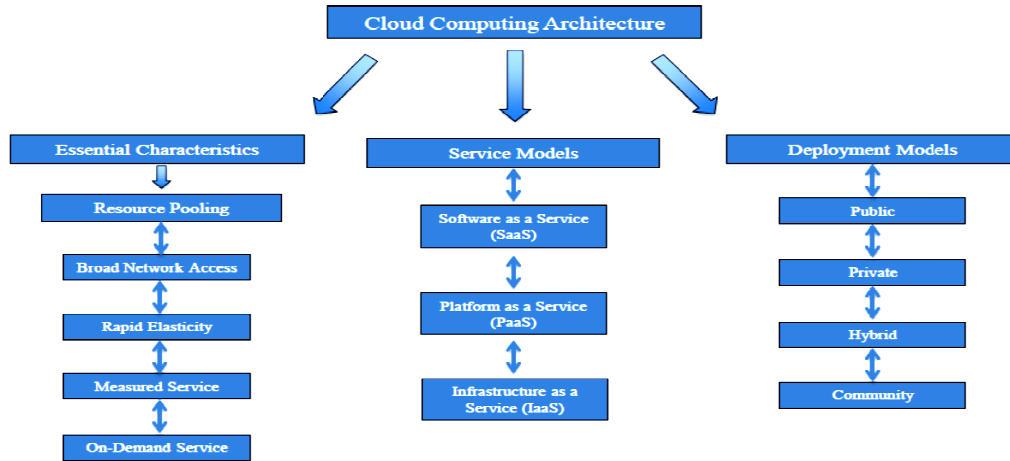 Cloud Computing Architecture
Essential Characteristics
Resource Pooling
Broad Network Access
Rapid Elasticity
Measured Service
On-Demand Service
Service Models
Software as a Service
(SaaS)
Platform as a Service
(PaaS)
Infrastructure as a
Service (IaaS)
Deployment Models
Public
Private
Hybrid
Community